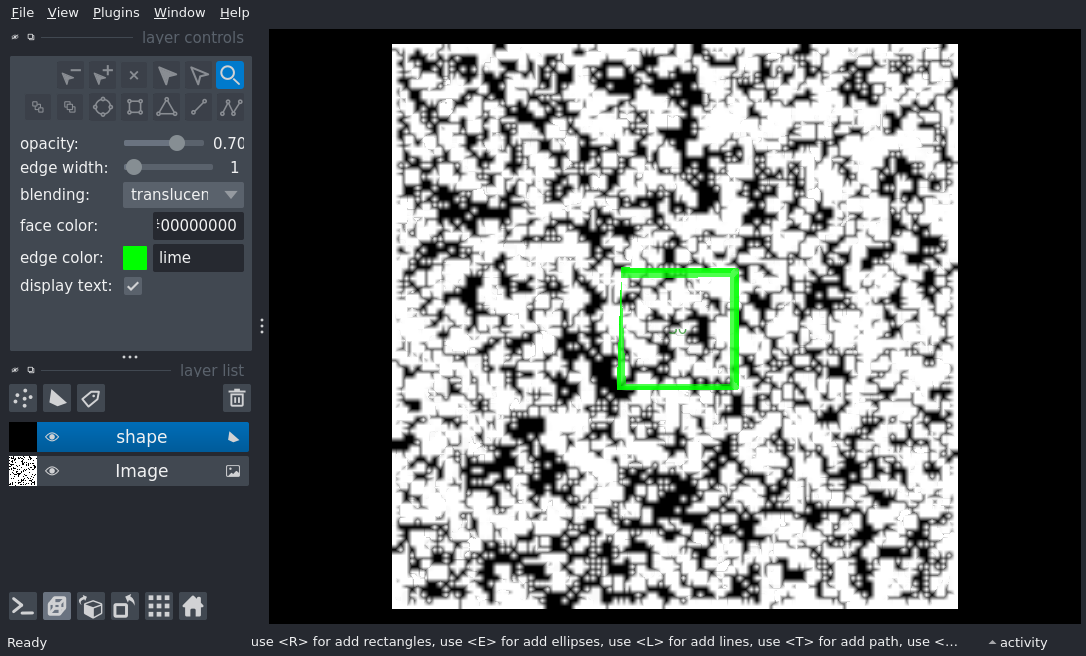 File View Plugins Window Help
layer controls
opacity: 0.70
edge width: 1
blending: translucen
face color: 00000000
edge color: lime
display text:
layer list
shape
Image
Ready use <R> for add rectangles, use <E> for add ellipses, use <L> for add lines, use <T> for add path, use <... activity